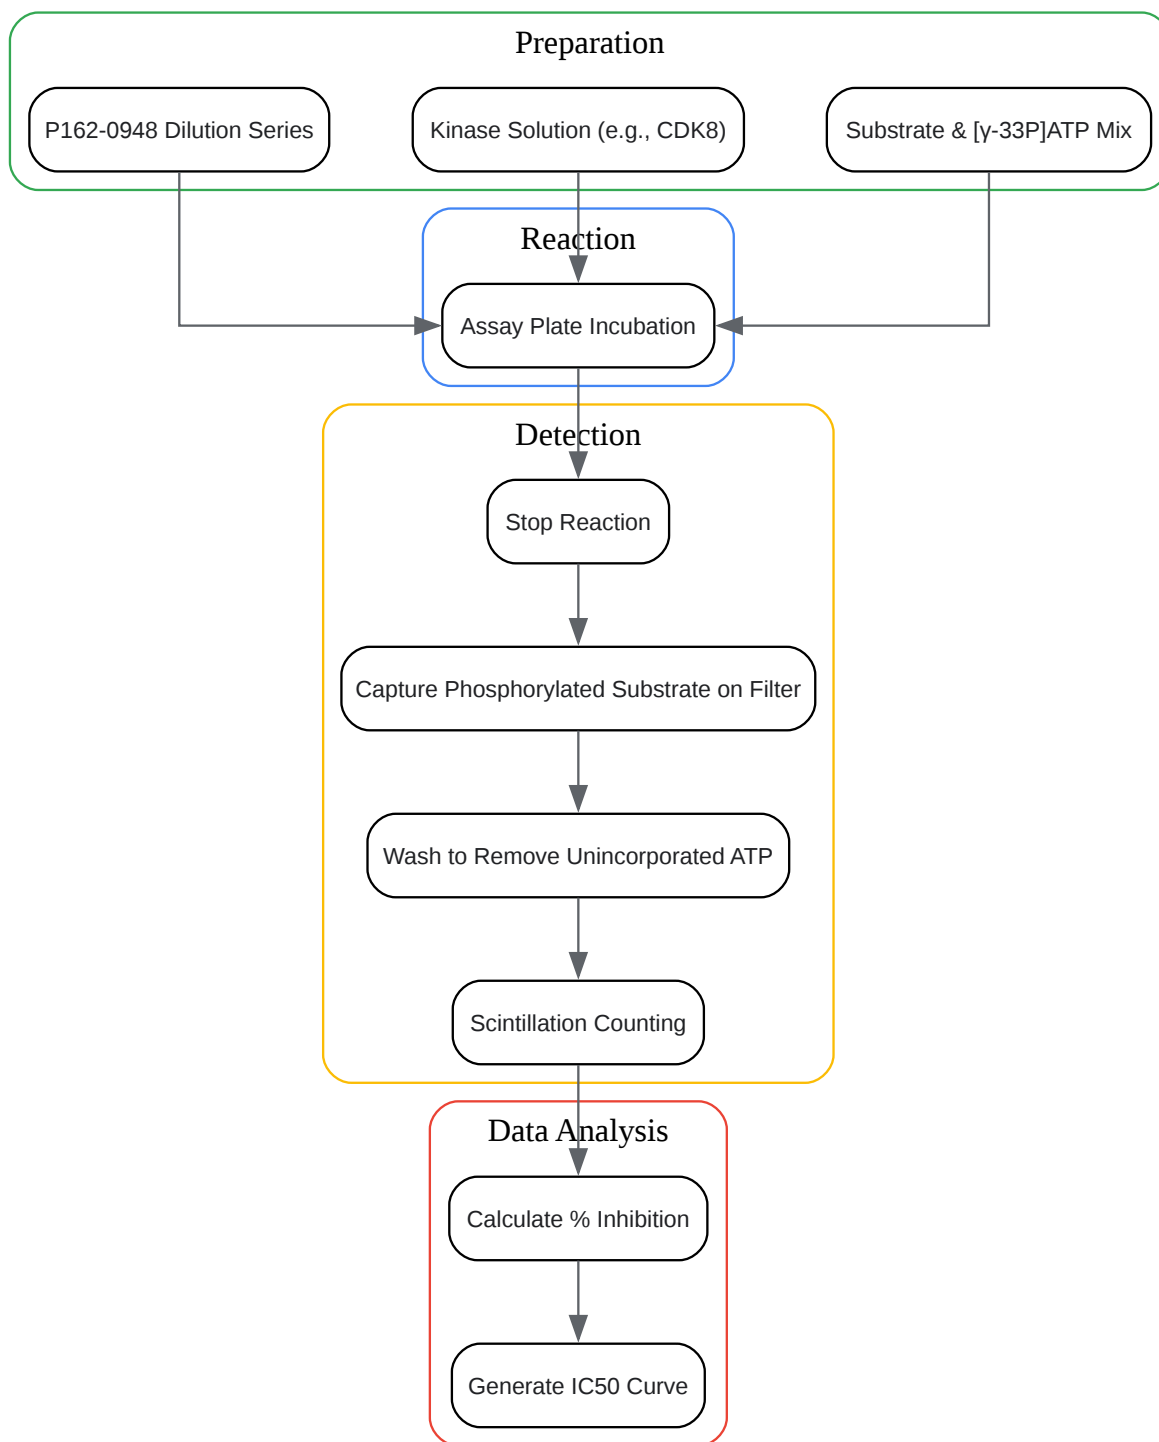 Preparation
P162-0948 Dilution Series
Kinase Solution (e.g., CDK8)
Substrate & [γ-33P]ATP Mix
Reaction
Assay Plate Incubation
Detection
Stop Reaction
Capture Phosphorylated Substrate on Filter
Wash to Remove Unincorporated ATP
Scintillation Counting
Data Analysis
Calculate % Inhibition
Generate IC50 Curve